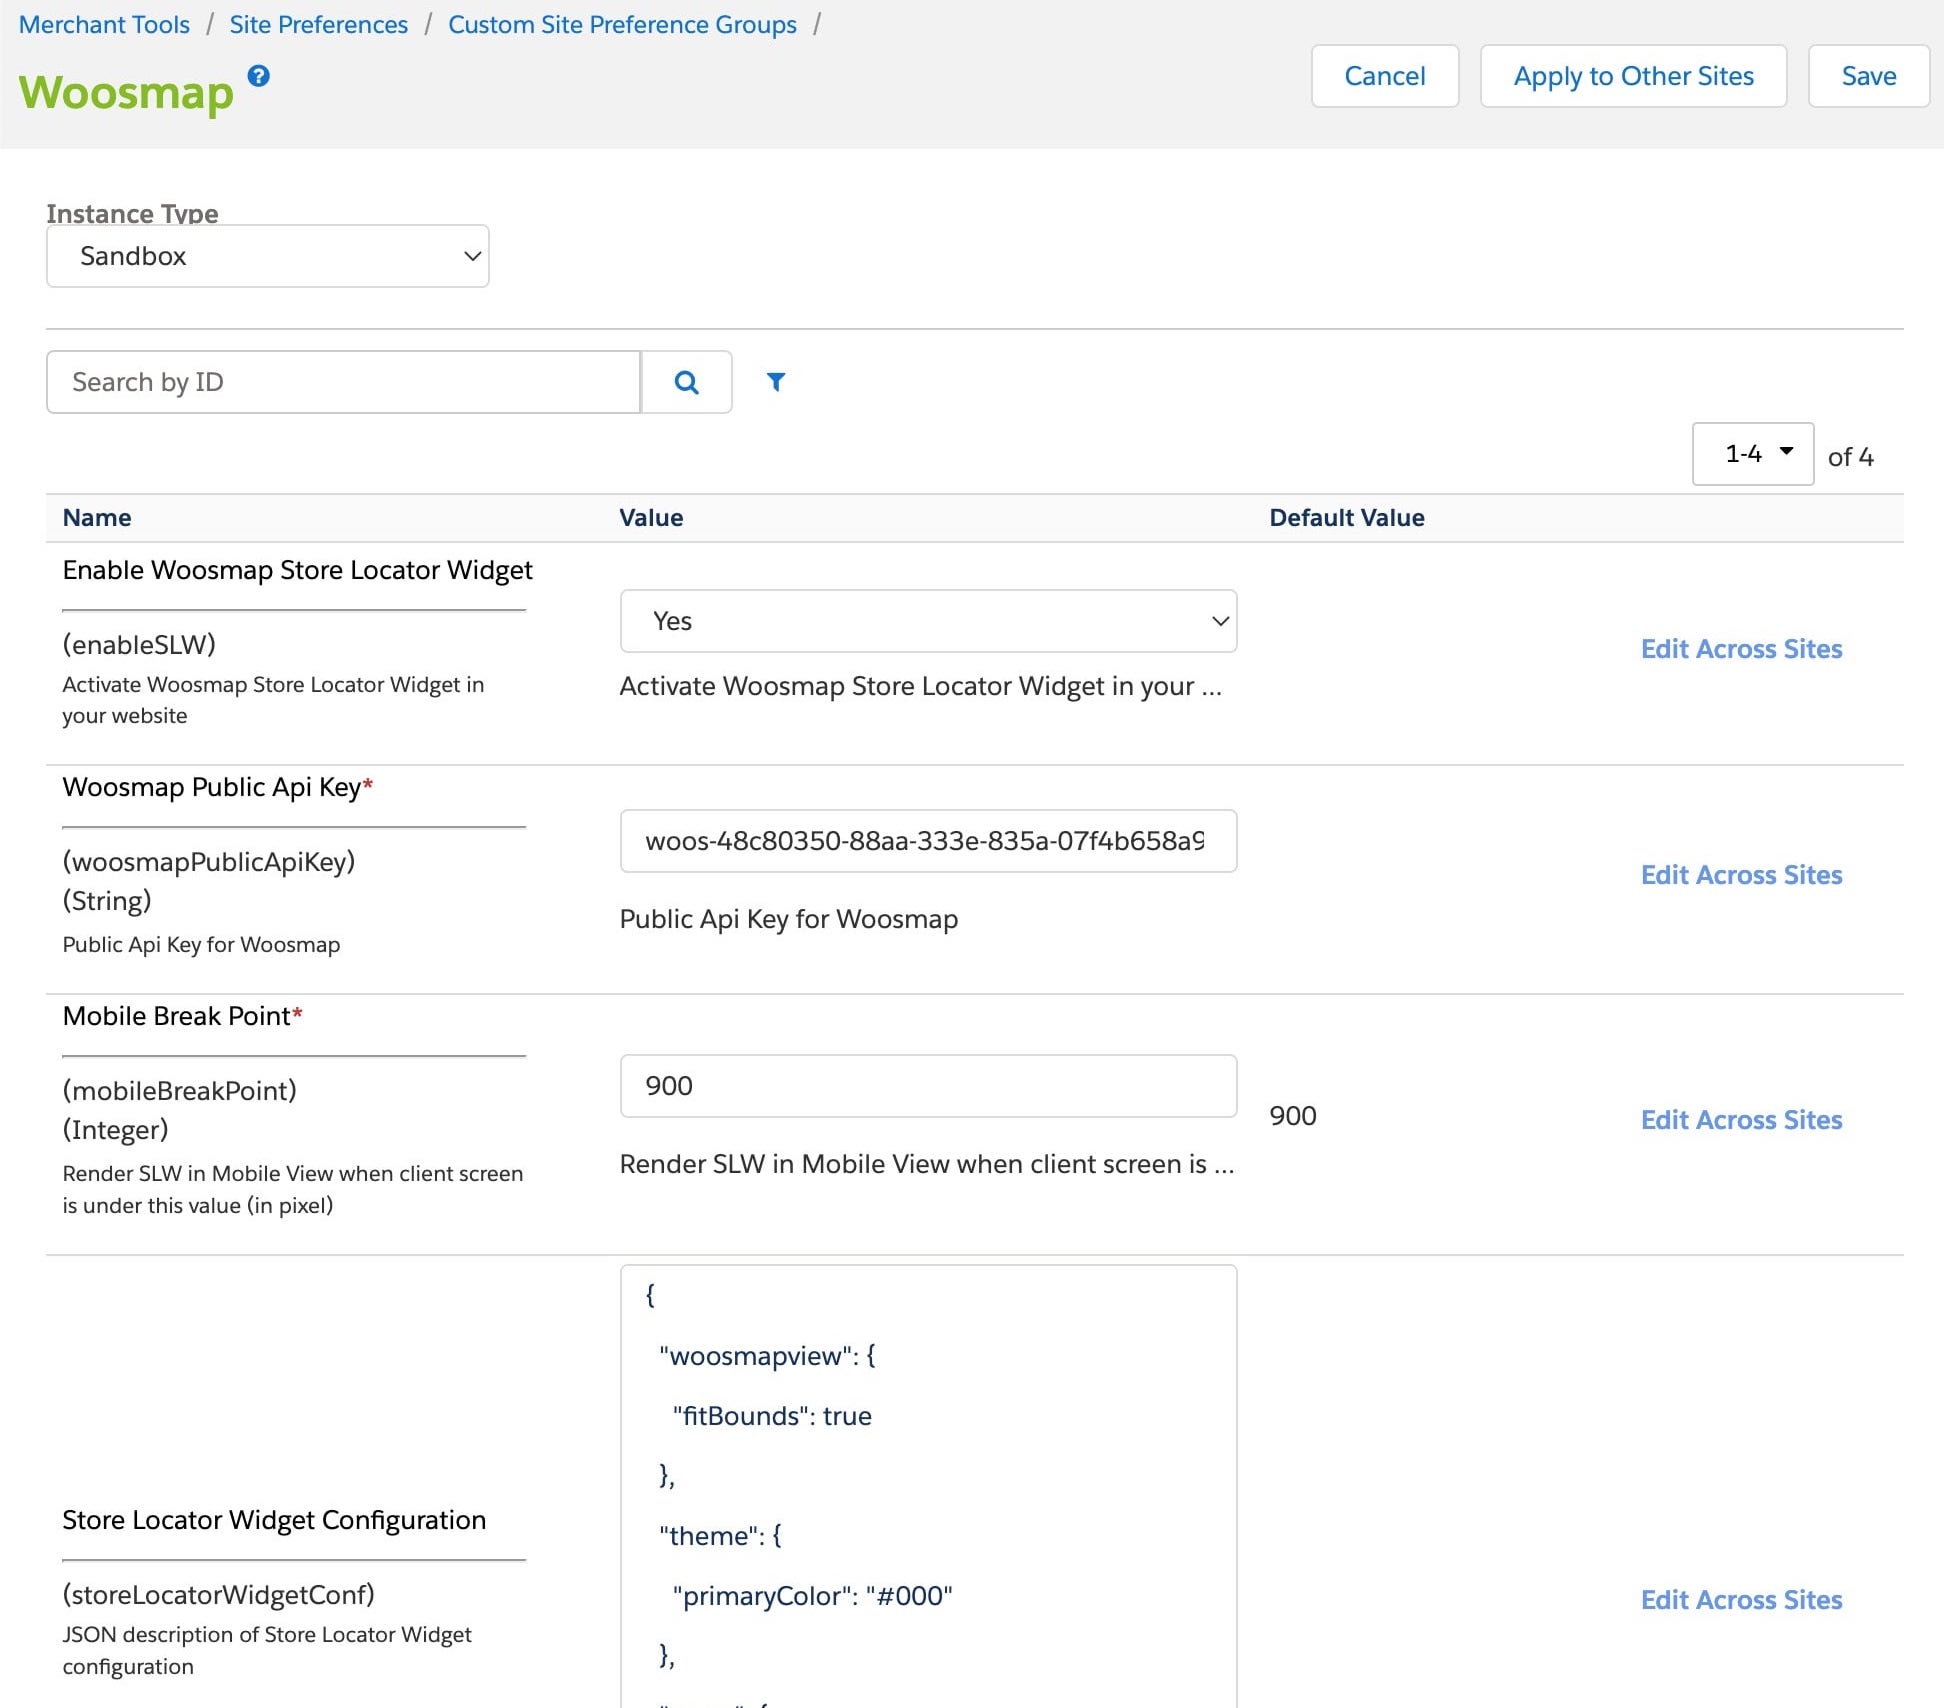 Merchant Tools / Site Preferences / Custom Site Preference Groups /
Woosmap ?
Cancel
Apply to Other Sites
Save
Instance Type
Sandbox
Search by ID
1-4 of 4
Name Value Default Value
Enable Woosmap Store Locator Widget
(enableSLW)
Activate Woosmap Store Locator Widget in
your website
Yes
Activate Woosmap Store Locator Widget in your ...
Edit Across Sites
Woosmap Public Api Key*
(woosmapPublicApiKey)
(String)
Public Api Key for Woosmap
woos-48c80350-88aa-333e-835a-07f4b658a9
Public Api Key for Woosmap
Edit Across Sites
Mobile Break Point*
(mobileBreakPoint)
(Integer)
Render SLW in Mobile View when client screen
is under this value (in pixel)
900
Render SLW in Mobile View when client screen is ...
900
Edit Across Sites
Store Locator Widget Configuration
(storeLocatorWidgetConf)
JSON description of Store Locator Widget
configuration
{
"woosmapview": {
"fitBounds": true
},
"theme": {
"primaryColor": "#000"
},
Edit Across Sites